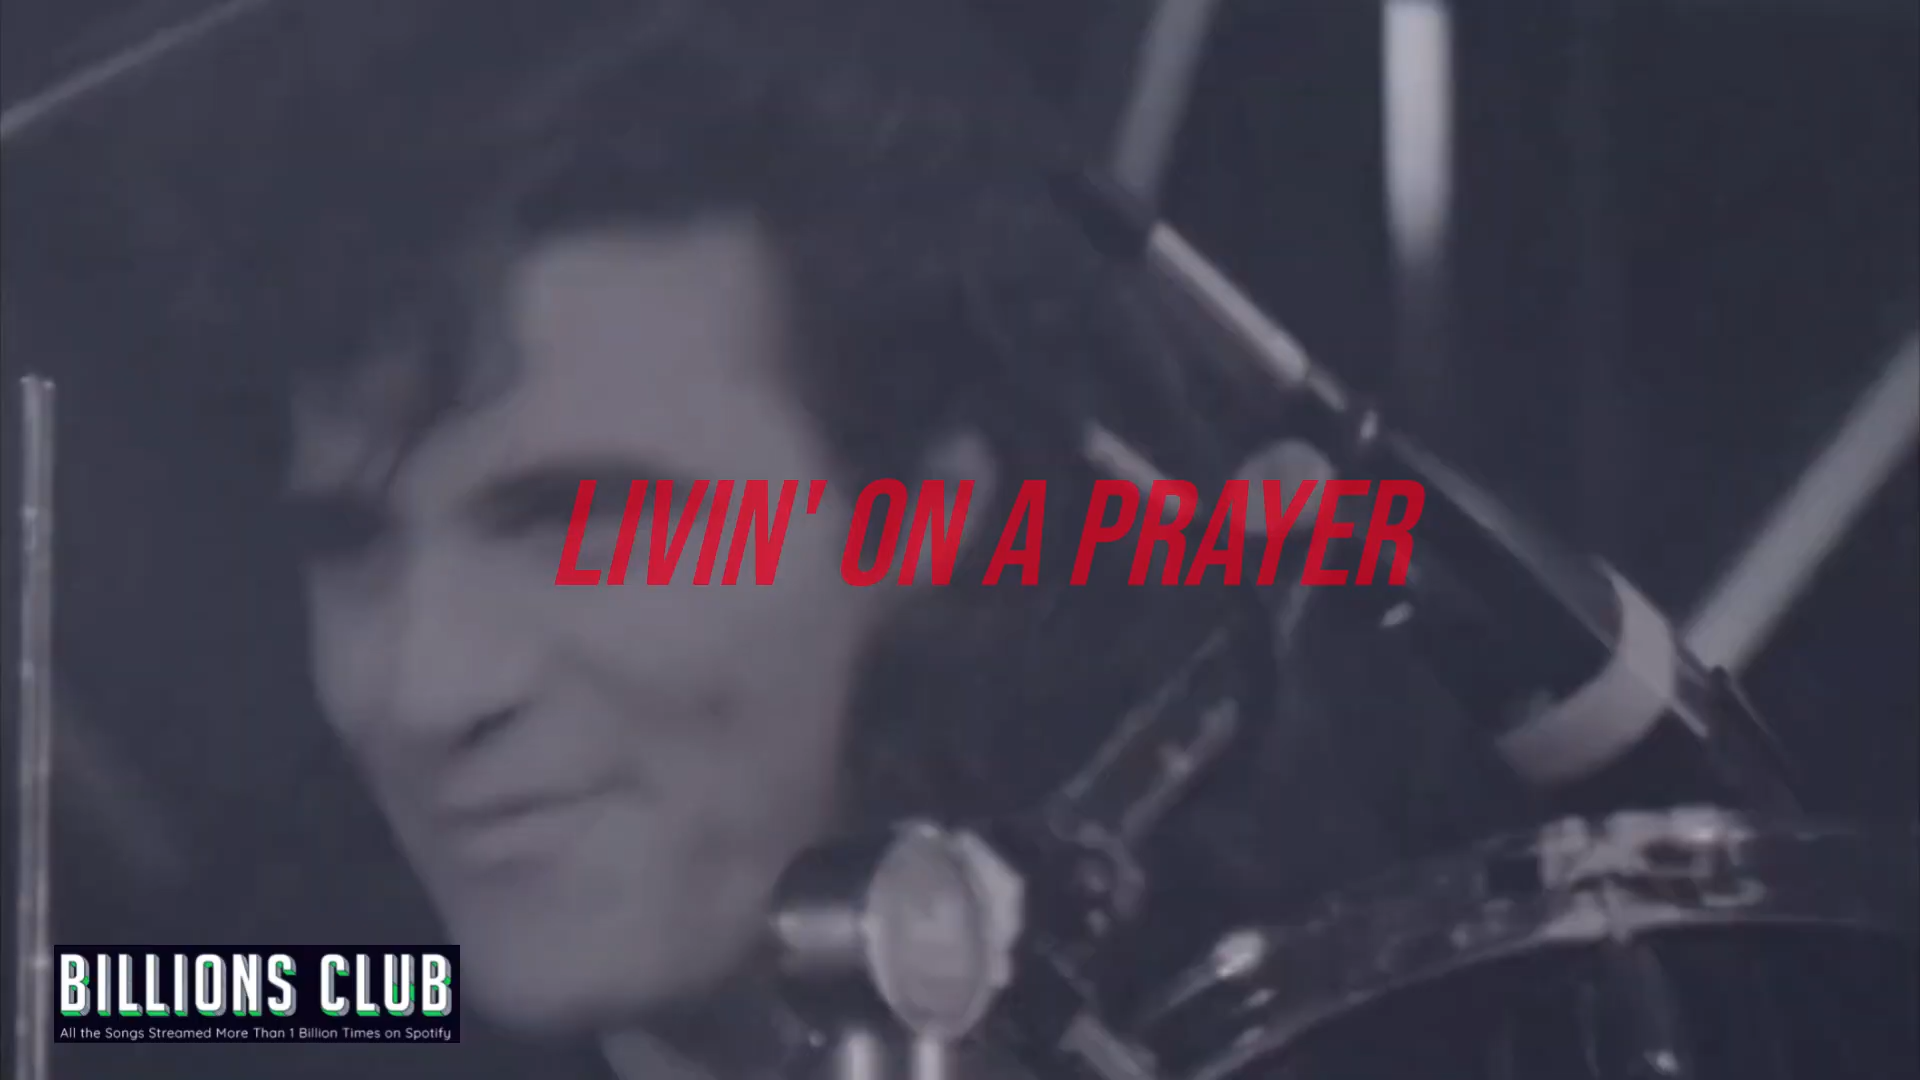 LIVIN' ON A PRAYER
BILLIONS CLUB
All the Songs Streamed More Than 1 Billion Times on Spotify